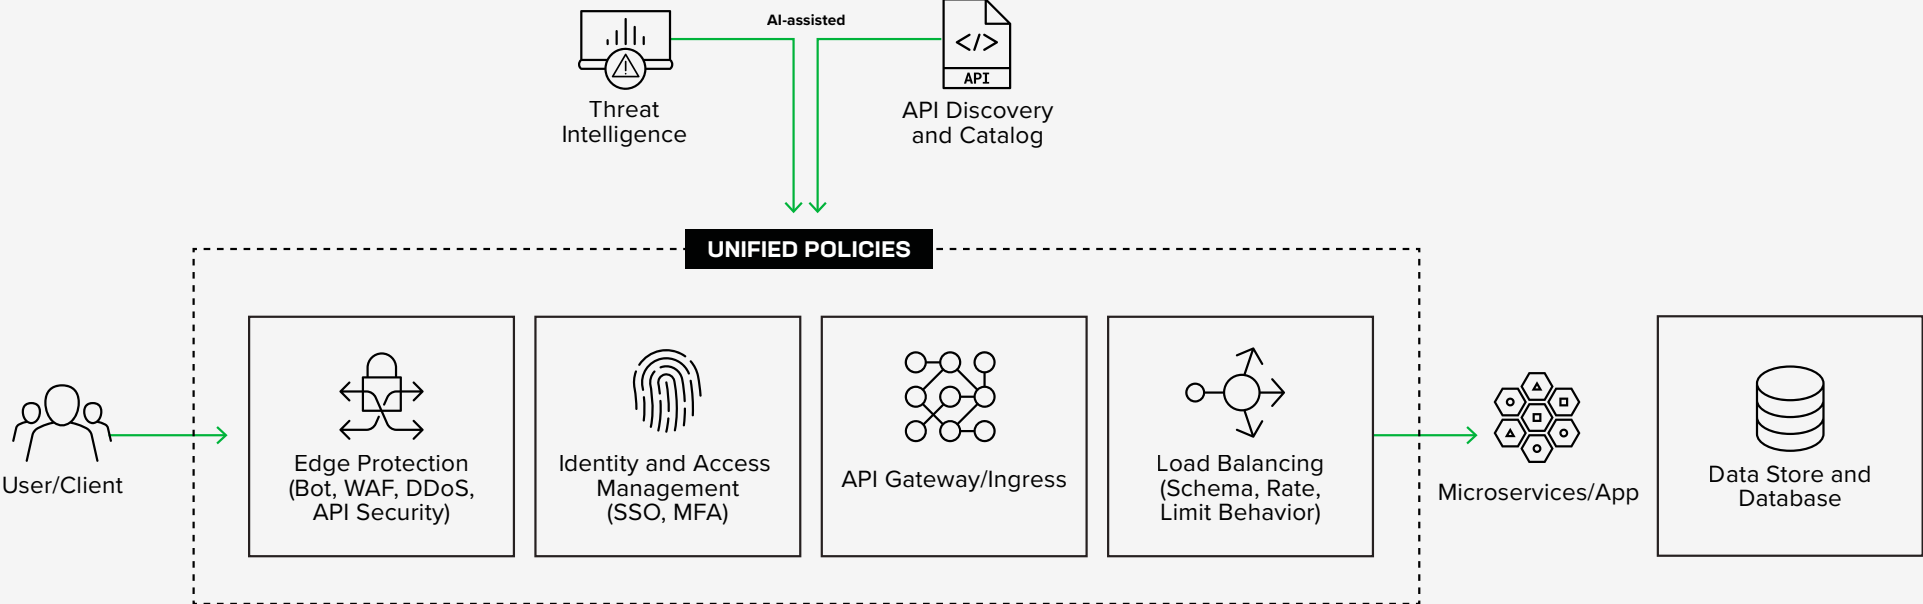 AI-assisted
</>
API
Threat
Intelligence
API Discovery
and Catalog
UNIFIED POLICIES
User/Client
Edge Protection
(Bot, WAF, DDoS,
API Security)
Identity and Access
Management
(SSO, MFA)
API Gateway/Ingress
Load Balancing
(Schema, Rate,
Limit Behavior)
Microservices/App
Data Store and
Database